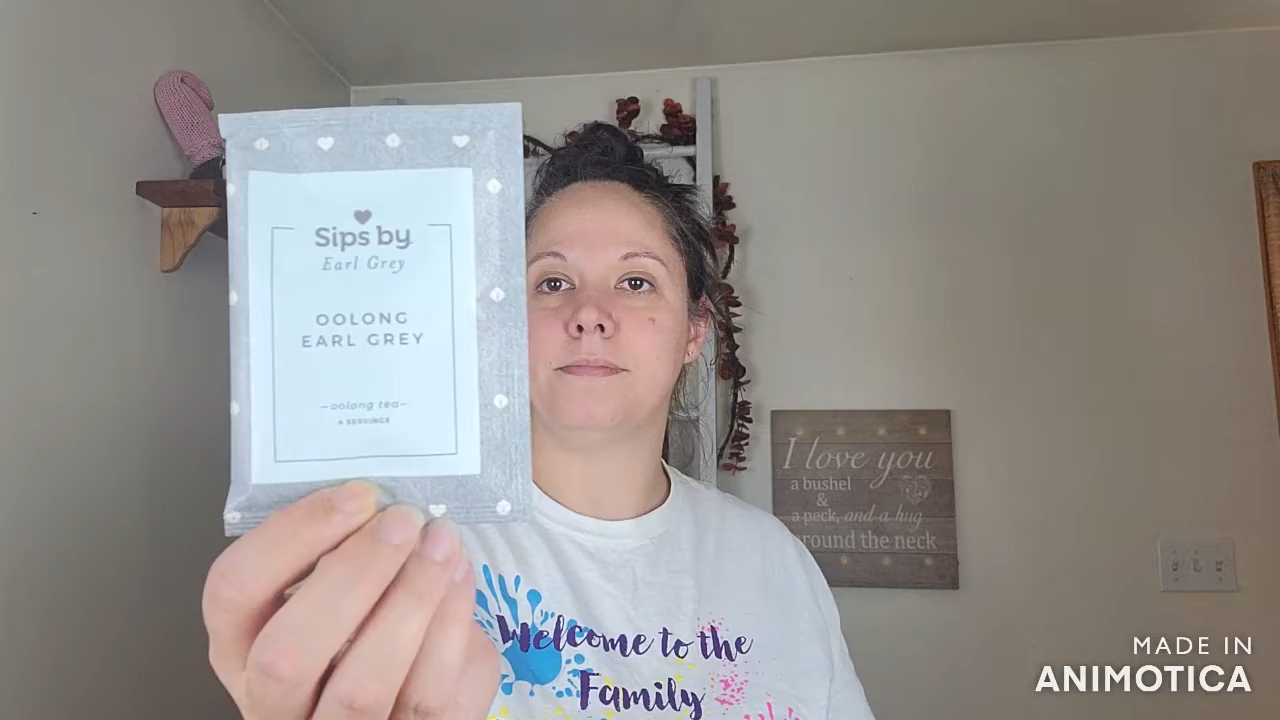 Sips by
Earl Grey
OOLONG
EARL GREY
—oolong tea—
4 SERVINGS
I love you
a bushel
&
a peck, and a hug
around the neck
Welcome to the
Family
MADE IN
ANIMOTICA